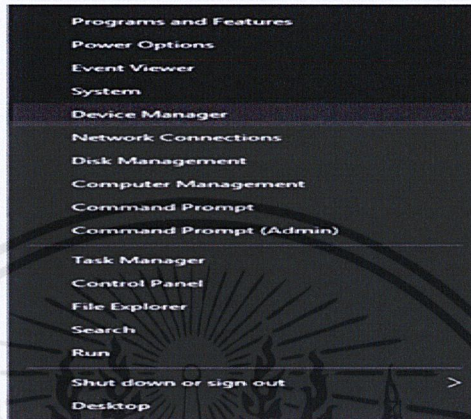 Programs and Features
Power Options
Event Viewer
System
Device Manager
Network Connections
Disk Management
Computer Management
Command Prompt
Command Prompt (Admin)
Task Manager
Control Panel
File Explorer
Search
Run
Shut down or sign out >
Desktop